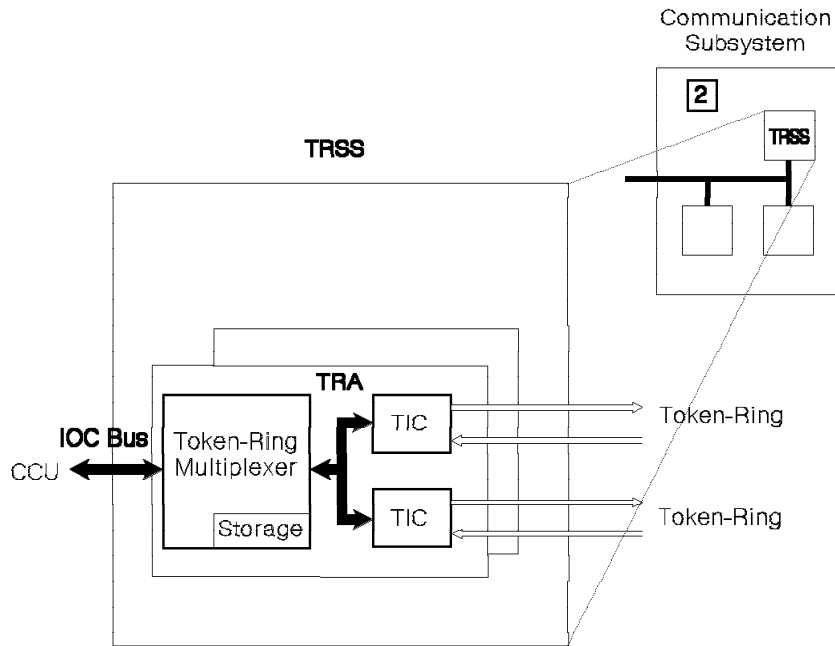 Communication
Subsystem
2
TRSS
TRSS
TRA
IOC Bus
CCU
Token-Ring
Multiplexer
Storage
TIC
TIC
Token-Ring
Token-Ring